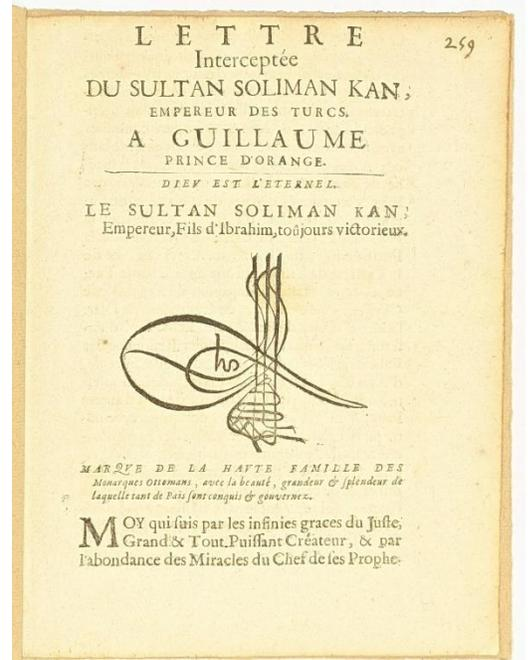 LETTRE
259
Interceptée
DU SULTAN SOLIMAN KAN,
EMPEREUR DES TURCS.
A GUILLAUME
PRINCE D'ORANGE.
DIEV EST L'ETERNEL.
LE SULTAN SOLIMAN KAN,
Empereur, Fils d'Ibrahim, toûjours victorieux.
MARQVE DE LA HAVTE FAMILLE DES
Monarques Ottomans, avec la beauté, grandeur & splendeur de
laquelle tant de Païs sont conquis & gouvernez.
MOY qui suis par les infinies graces du Juste,
Grand & Tout-Puissant Créateur, & par
l'abondance des Miracles du Chef de ses Prophe-